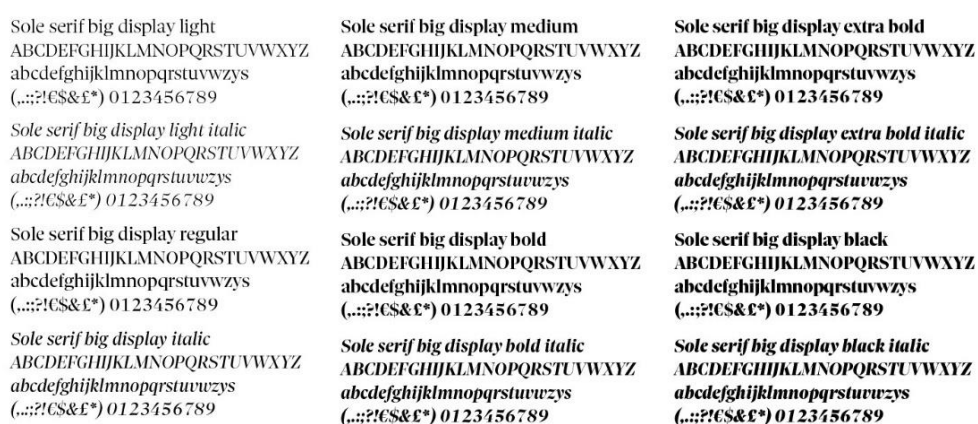 Sole serif big display light
ABCDEFGHIJKLMNOPQRSTUVWXYZ
abcdefghijklmnopqrstuvwzys
(,.:;?!€$&£*) 0123456789
Sole serif big display light italic
ABCDEFGHIJKLMNOPQRSTUVWXYZ
abcdefghijklmnopqrstuvwzys
(,.:;?!€$&£*) 0123456789
Sole serif big display regular
ABCDEFGHIJKLMNOPQRSTUVWXYZ
abcdefghijklmnopqrstuvwzys
(,.:;?!€$&£*) 0123456789
Sole serif big display italic
ABCDEFGHIJKLMNOPQRSTUVWXYZ
abcdefghijklmnopqrstuvwzys
(,.:;?!€$&£*) 0123456789
Sole serif big display medium
ABCDEFGHIJKLMNOPQRSTUVWXYZ
abcdefghijklmnopqrstuvwzys
(,.:;?!€$&£*) 0123456789
Sole serif big display medium italic
ABCDEFGHIJKLMNOPQRSTUVWXYZ
abcdefghijklmnopqrstuvwzys
(,.:;?!€$&£*) 0123456789
Sole serif big display bold
ABCDEFGHIJKLMNOPQRSTUVWXYZ
abcdefghijklmnopqrstuvwzys
(,.:;?!€$&£*) 0123456789
Sole serif big display bold italic
ABCDEFGHIJKLMNOPQRSTUVWXYZ
abcdefghijklmnopqrstuvwzys
(,.:;?!€$&£*) 0123456789
Sole serif big display extra bold
ABCDEFGHIJKLMNOPQRSTUVWXYZ
abcdefghijklmnopqrstuvwzys
(,.:;?!€$&£*) 0123456789
Sole serif big display extra bold italic
ABCDEFGHIJKLMNOPQRSTUVWXYZ
abcdefghijklmnopqrstuvwzys
(,.:;?!€$&£*) 0123456789
Sole serif big display black
ABCDEFGHIJKLMNOPQRSTUVWXYZ
abcdefghijklmnopqrstuvwzys
(,.:;?!€$&£*) 0123456789
Sole serif big display black italic
ABCDEFGHIJKLMNOPQRSTUVWXYZ
abcdefghijklmnopqrstuvwzys
(,.:;?!€$&£*) 0123456789